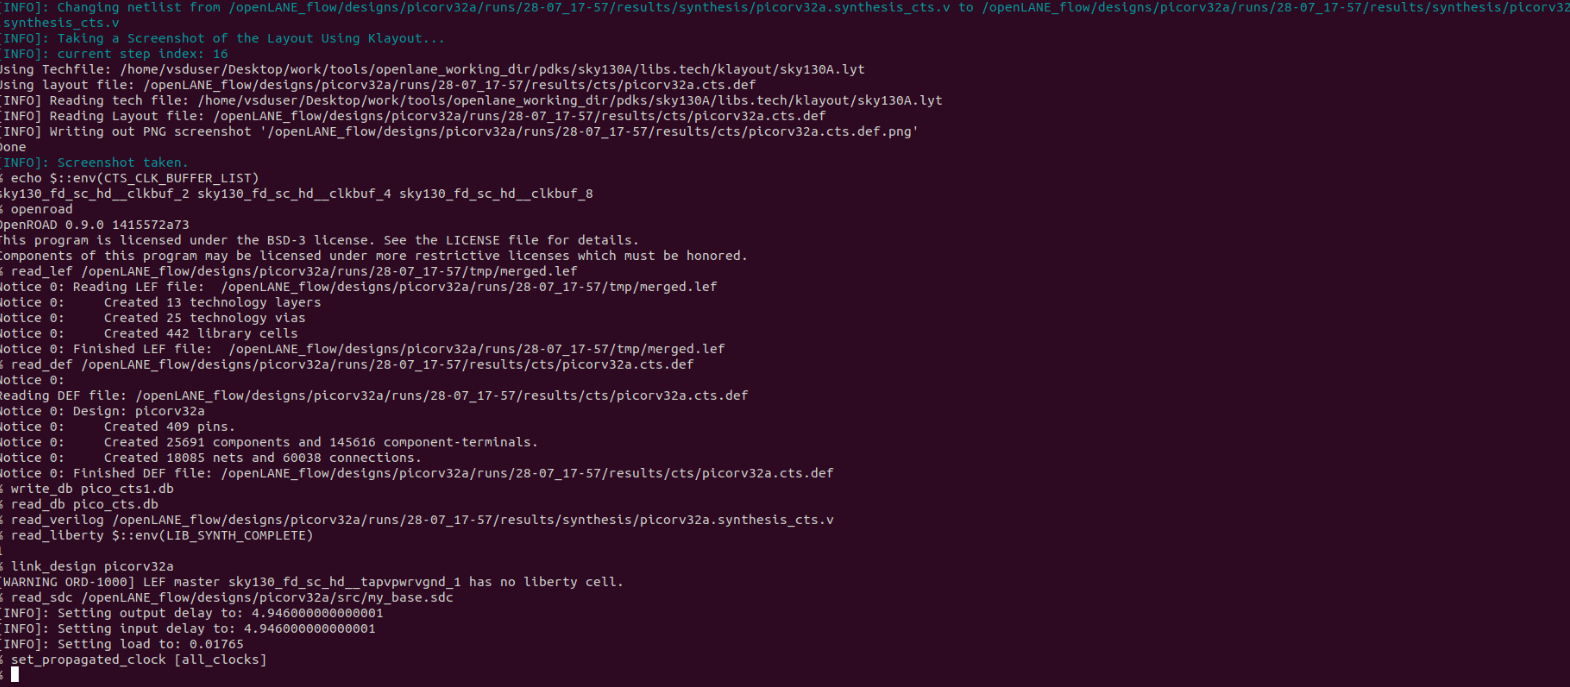 [INFO]: Changing netlist from /openLANE_flow/designs/picorv32a/runs/28-07_17-57/results/synthesis/picorv32a.synthesis_cts.v to /openLANE_flow/designs/picorv32a/runs/28-07_17-57/results/synthesis/picorv32
.synthesis_cts.v
[INFO]: Taking a Screenshot of the Layout Using Klayout...
[INFO]: current step index: 16
Using Techfile: /home/vsduser/Desktop/work/tools/openlane_working_dir/pdks/sky130A/libs.tech/klayout/sky130A.lyt
Using layout file: /openLANE_flow/designs/picorv32a/runs/28-07_17-57/results/cts/picorv32a.cts.def
[INFO] Reading tech file: /home/vsduser/Desktop/work/tools/openlane_working_dir/pdks/sky130A/libs.tech/klayout/sky130A.lyt
[INFO] Reading Layout file: /openLANE_flow/designs/picorv32a/runs/28-07_17-57/results/cts/picorv32a.cts.def
[INFO] Writing out PNG screenshot '/openLANE_flow/designs/picorv32a/runs/28-07_17-57/results/cts/picorv32a.cts.def.png'
Done
[INFO]: Screenshot taken.
% echo $::env(CTS_CLK_BUFFER_LIST)
sky130_fd_sc_hd__clkbuf_2 sky130_fd_sc_hd__clkbuf_4 sky130_fd_sc_hd__clkbuf_8
% openroad
OpenROAD 0.9.0 1415572a73
This program is licensed under the BSD-3 license. See the LICENSE file for details.
Components of this program may be licensed under more restrictive licenses which must be honored.
% read_lef /openLANE_flow/designs/picorv32a/runs/28-07_17-57/tmp/merged.lef
Notice 0: Reading LEF file:  /openLANE_flow/designs/picorv32a/runs/28-07_17-57/tmp/merged.lef
Notice 0:     Created 13 technology layers
Notice 0:     Created 25 technology vias
Notice 0:     Created 442 library cells
Notice 0: Finished LEF file:  /openLANE_flow/designs/picorv32a/runs/28-07_17-57/tmp/merged.lef
% read_def /openLANE_flow/designs/picorv32a/runs/28-07_17-57/results/cts/picorv32a.cts.def
Notice 0:
Reading DEF file: /openLANE_flow/designs/picorv32a/runs/28-07_17-57/results/cts/picorv32a.cts.def
Notice 0: Design: picorv32a
Notice 0:     Created 409 pins.
Notice 0:     Created 25691 components and 145616 component-terminals.
Notice 0:     Created 18085 nets and 60038 connections.
Notice 0: Finished DEF file: /openLANE_flow/designs/picorv32a/runs/28-07_17-57/results/cts/picorv32a.cts.def
% write_db pico_cts1.db
% read_db pico_cts.db
% read_verilog /openLANE_flow/designs/picorv32a/runs/28-07_17-57/results/synthesis/picorv32a.synthesis_cts.v
% read_liberty $::env(LIB_SYNTH_COMPLETE)
1
% link_design picorv32a
[WARNING ORD-1000] LEF master sky130_fd_sc_hd__tapvpwrvgnd_1 has no liberty cell.
% read_sdc /openLANE_flow/designs/picorv32a/src/my_base.sdc
[INFO]: Setting output delay to: 4.946000000000001
[INFO]: Setting input delay to: 4.946000000000001
[INFO]: Setting load to: 0.01765
% set_propagated_clock [all_clocks]
%